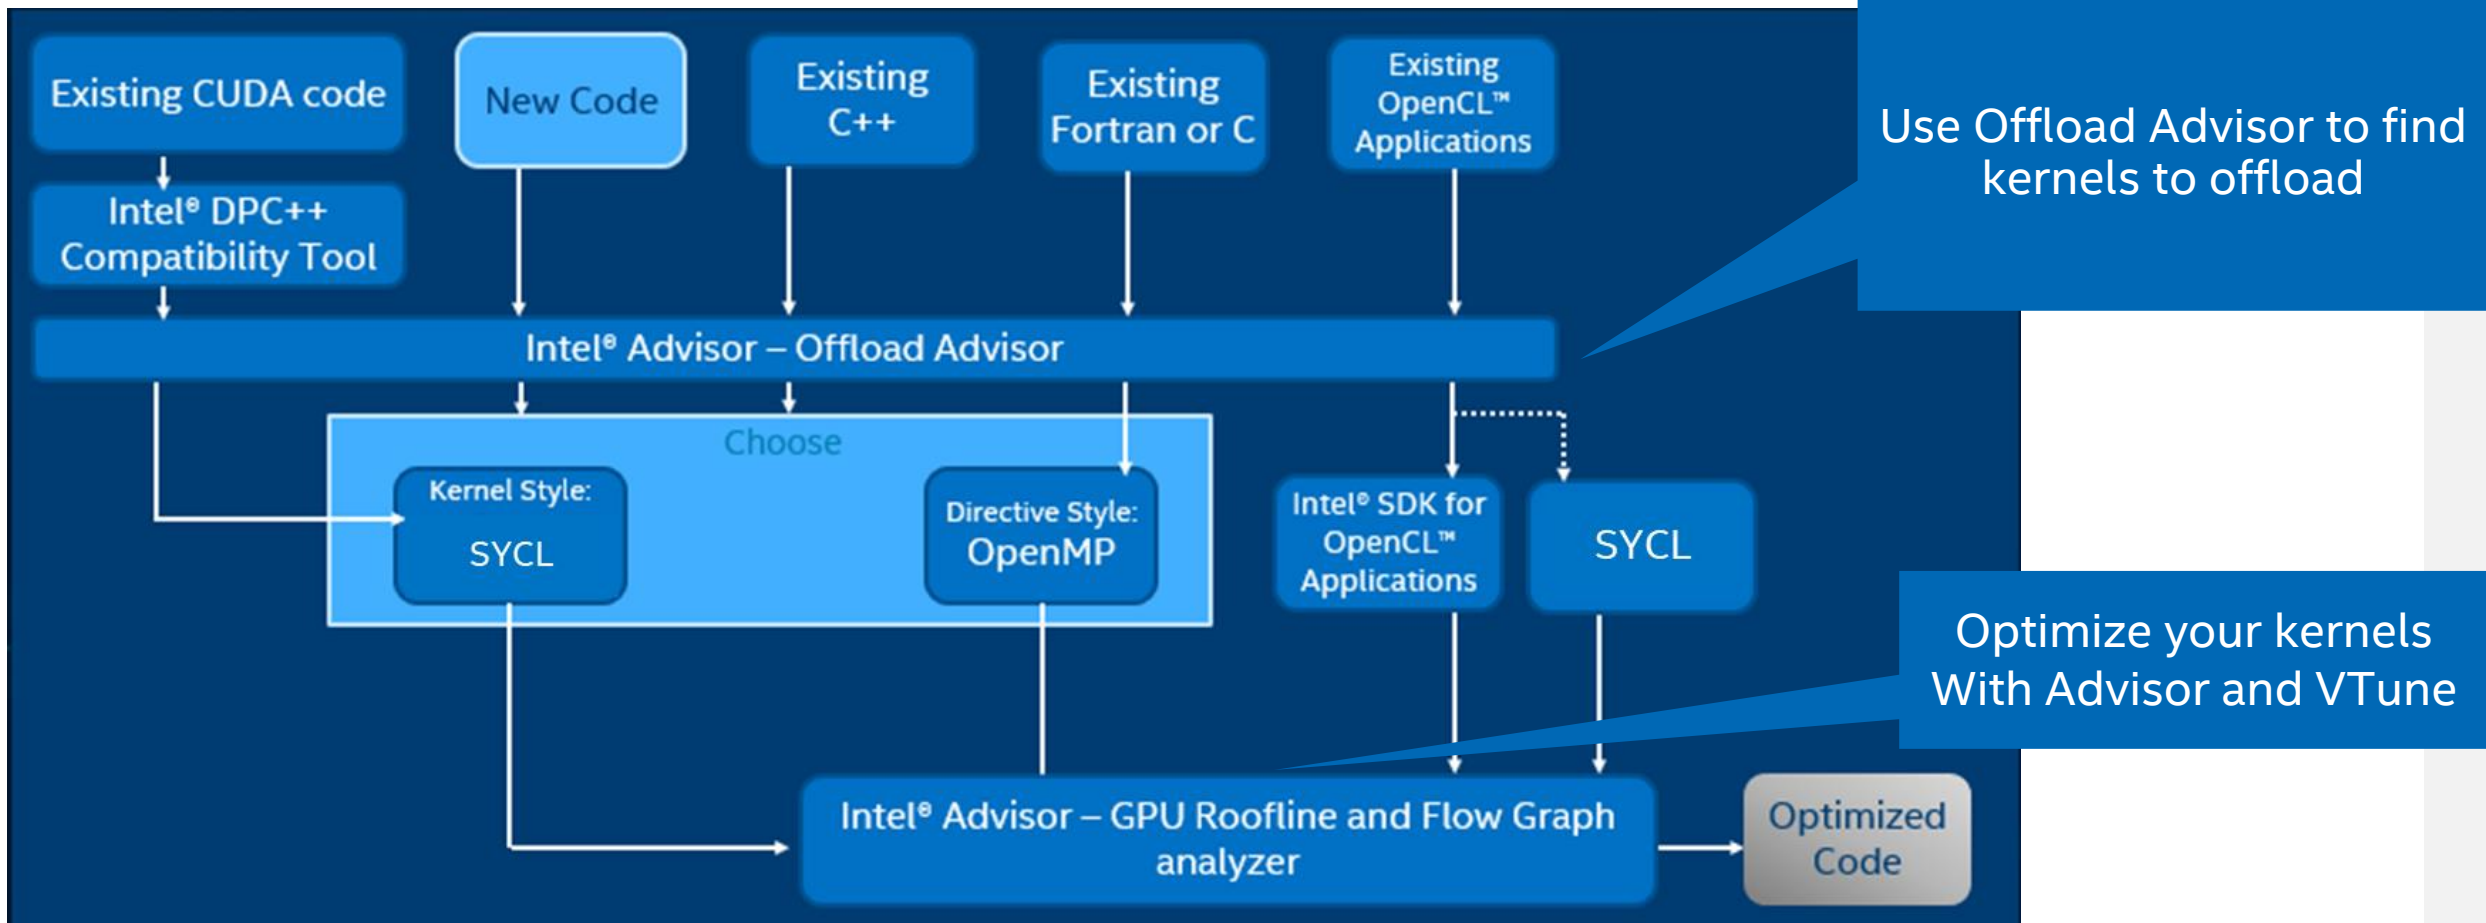 Existing CUDA code
New Code
Existing
C++
Existing
Fortran or C
Existing
OpenCL™
Applications
Use Offload Advisor to find
kernels to offload
Intel® DPC++
Compatibility Tool
Intel® Advisor – Offload Advisor
Choose
Kernel Style:
SYCL
Directive Style:
OpenMP
Intel® SDK for
OpenCL™
Applications
SYCL
Optimize your kernels
With Advisor and VTune
Intel® Advisor – GPU Roofline and Flow Graph
analyzer
Optimized
Code